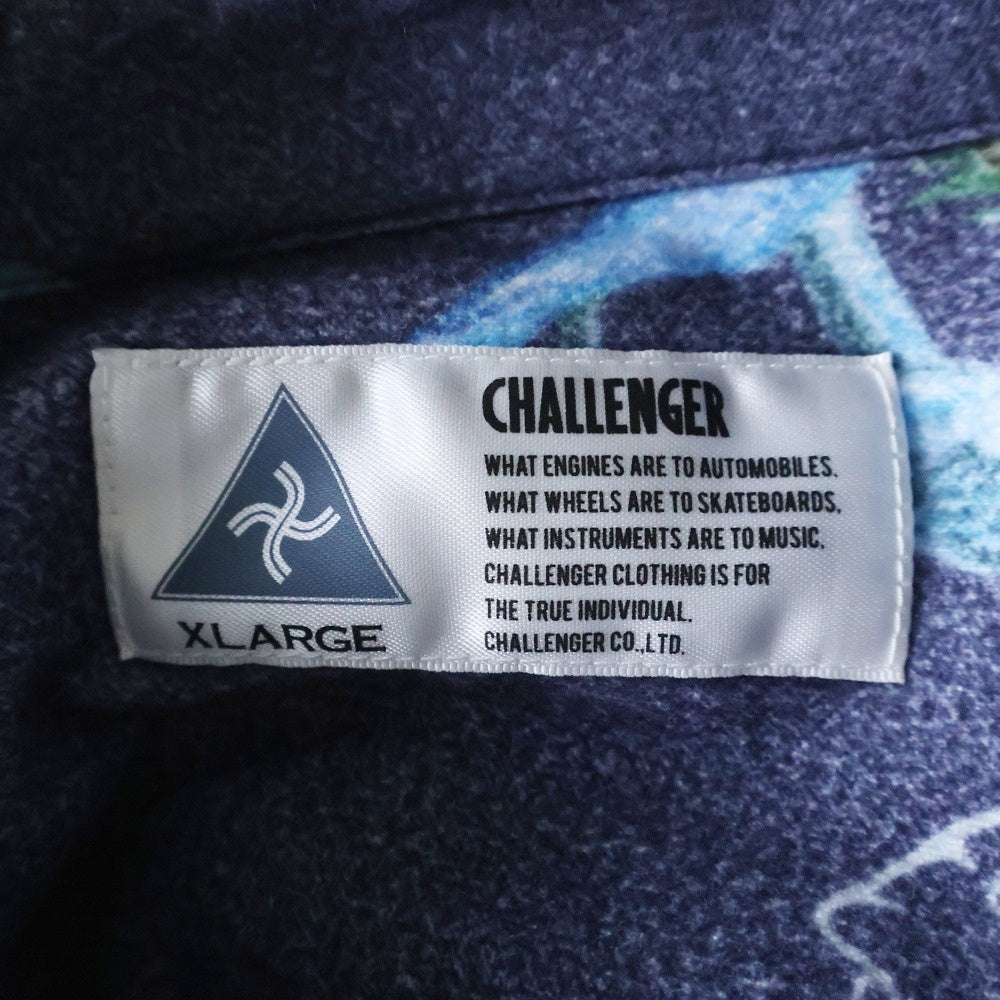 CHALLENGER
WHAT ENGINES ARE TO AUTOMOBILES.
WHAT WHEELS ARE TO SKATEBOARDS,
WHAT INSTRUMENTS ARE TO MUSIC,
CHALLENGER CLOTHING IS FOR
THE TRUE INDIVIDUAL.
CHALLENGER CO.,LTD.
XLARGE